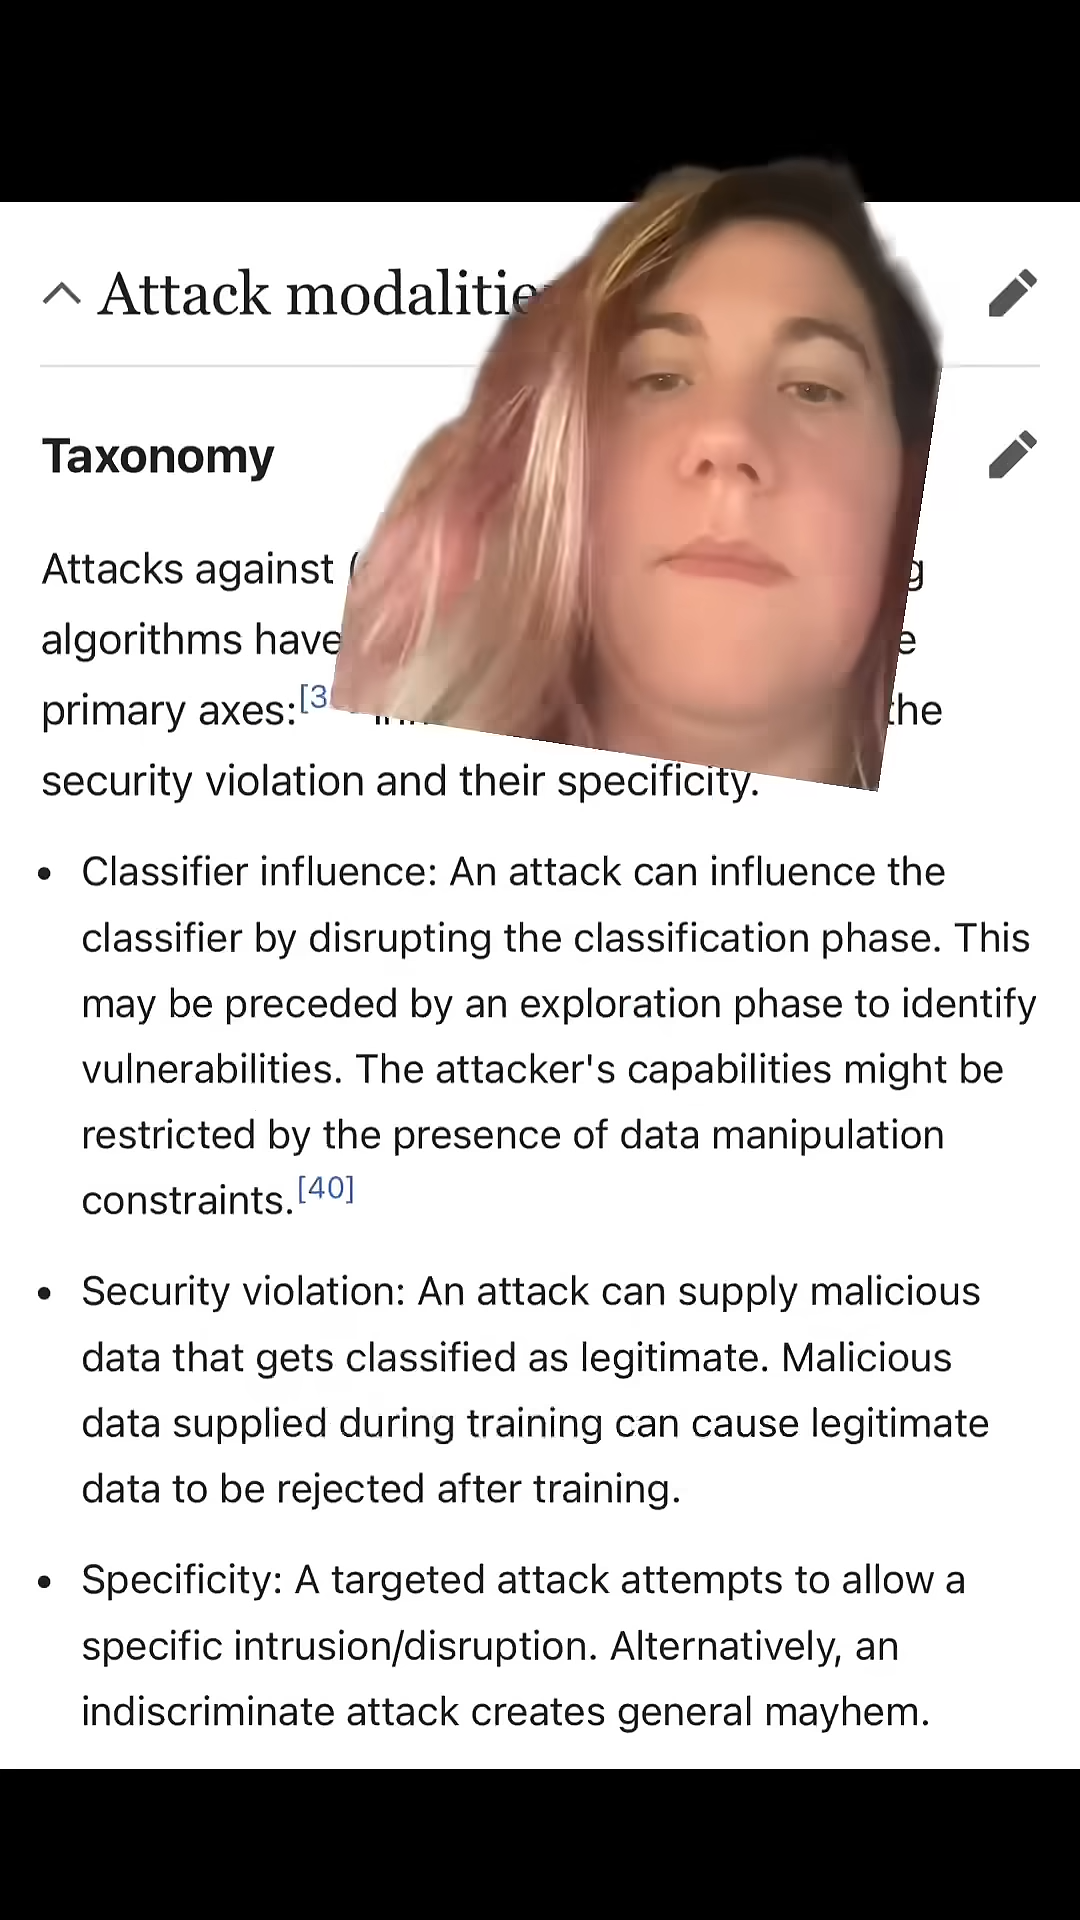 Attack modalitie
Taxonomy
Attacks against (
algorithms have
primary axes:[3 the
security violation and their specificity.
• Classifier influence: An attack can influence the
classifier by disrupting the classification phase. This
may be preceded by an exploration phase to identify
vulnerabilities. The attacker's capabilities might be
restricted by the presence of data manipulation
constraints.[40]
• Security violation: An attack can supply malicious
data that gets classified as legitimate. Malicious
data supplied during training can cause legitimate
data to be rejected after training.
• Specificity: A targeted attack attempts to allow a
specific intrusion/disruption. Alternatively, an
indiscriminate attack creates general mayhem.